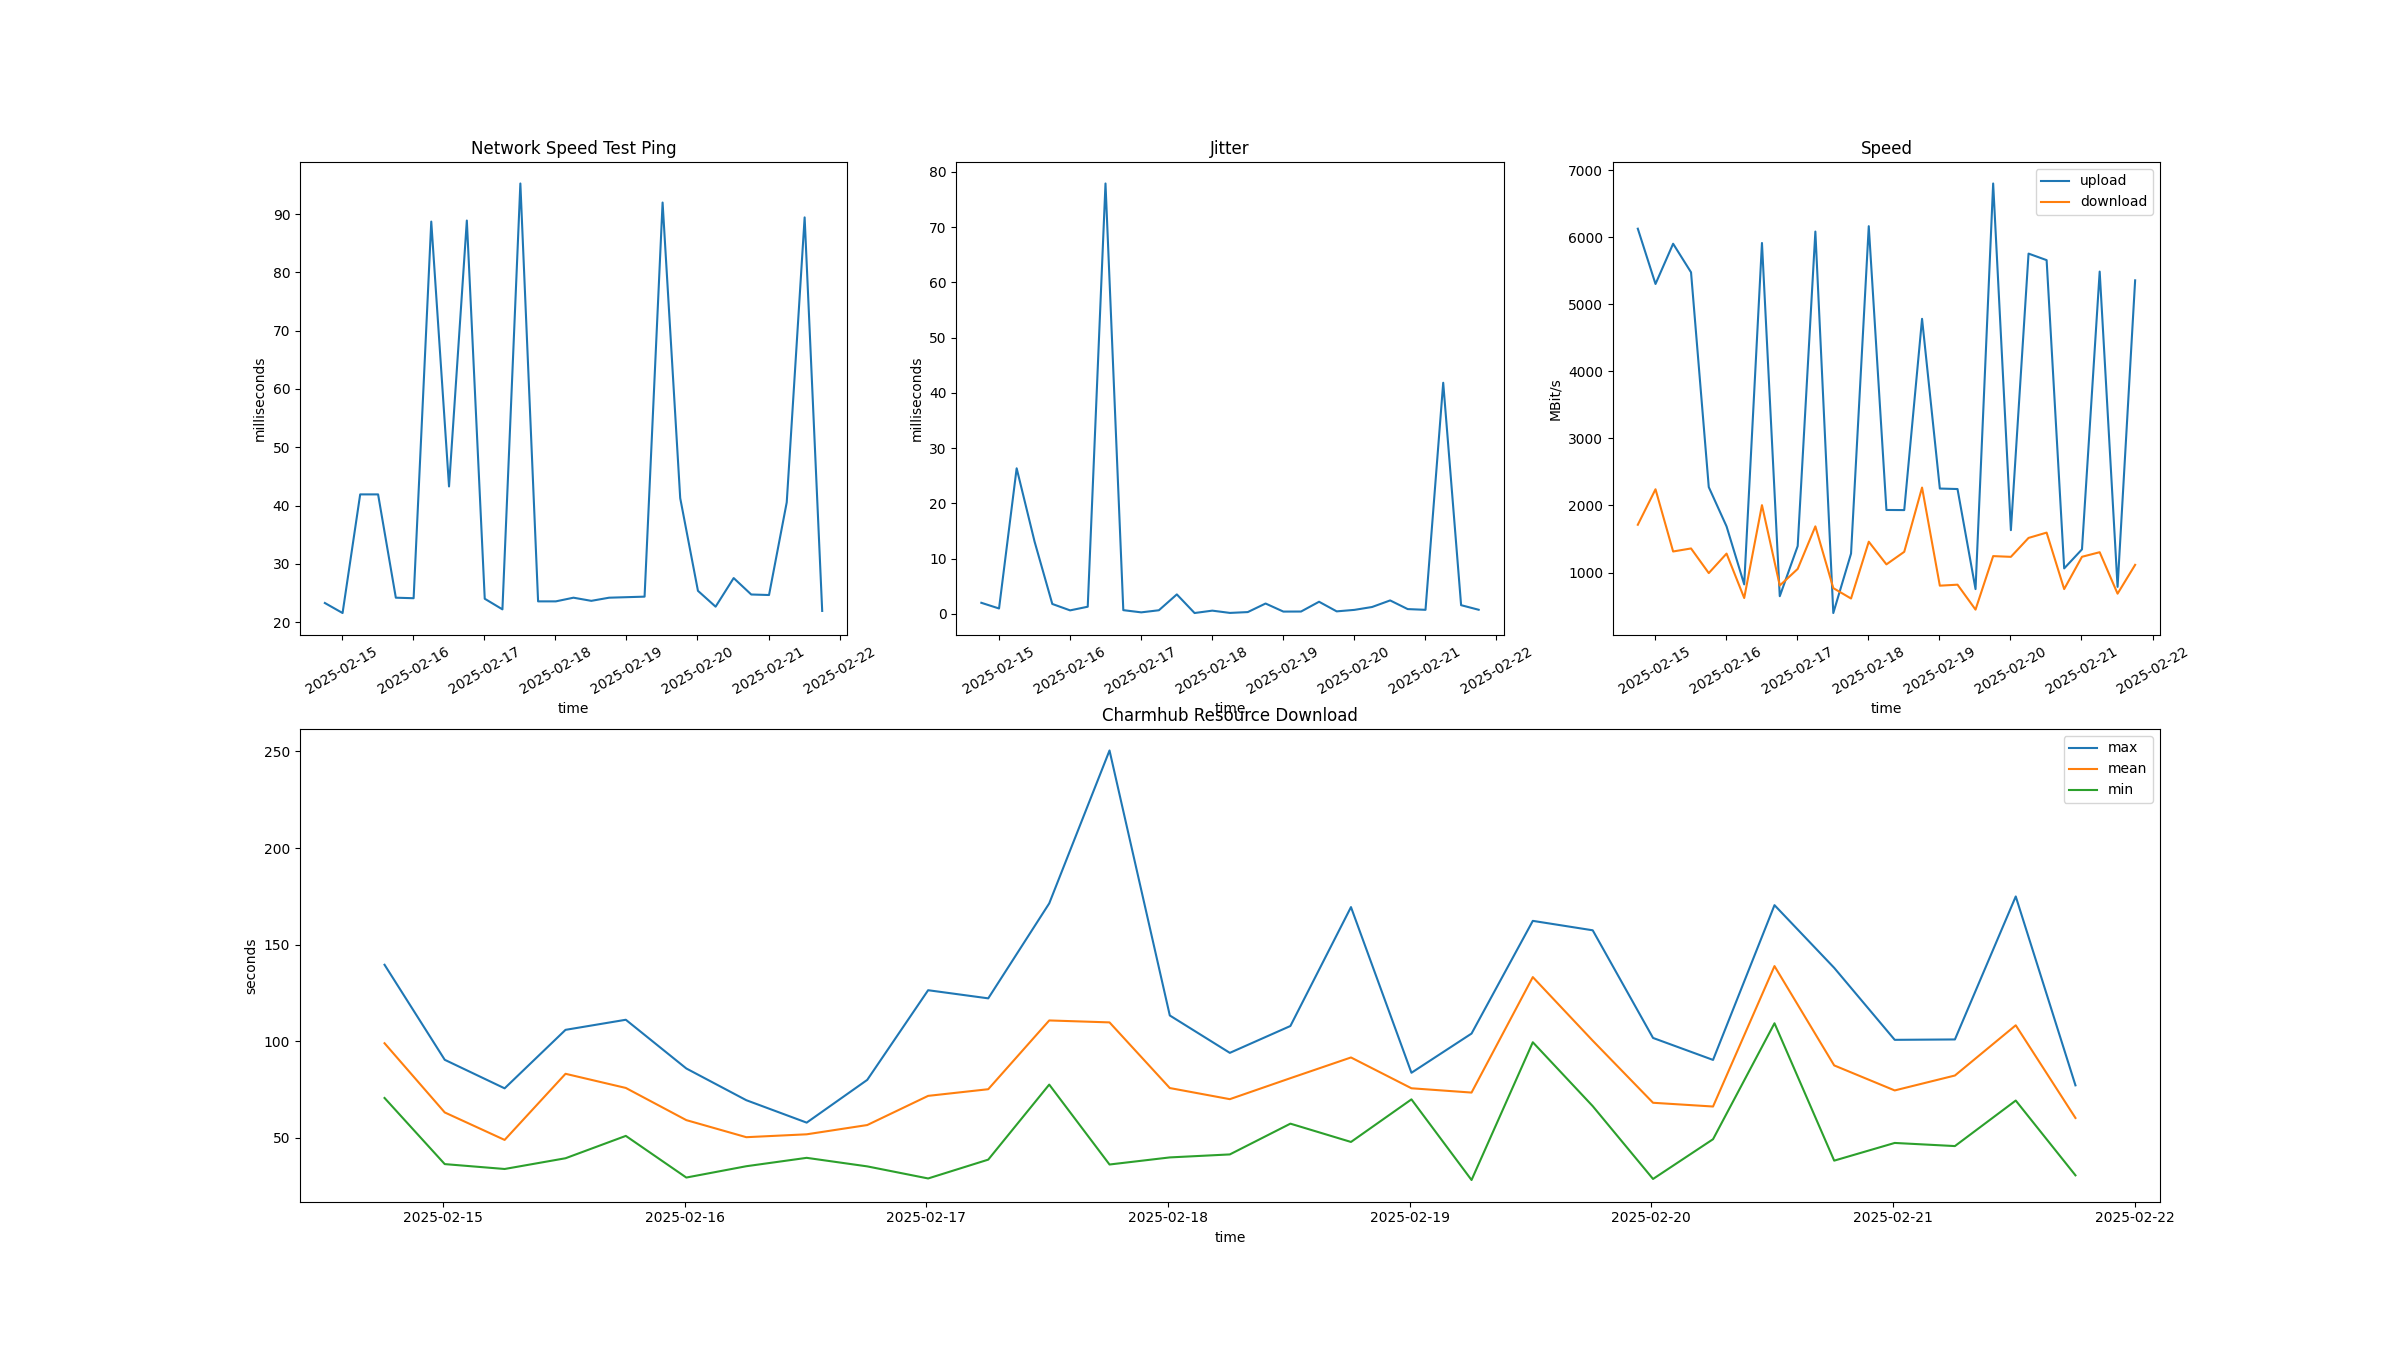 Network Speed Test Ping
milliseconds
90
80
70
60
50
40
30
20
2025-02-15 2025-02-16 2025-02-17 2025-02-18 2025-02-19 2025-02-20 2025-02-21 2025-02-22
time
Jitter
milliseconds
80
70
60
50
40
30
20
10
0
2025-02-15 2025-02-16 2025-02-17 2025-02-18 2025-02-19 2025-02-20 2025-02-21 2025-02-22
time
Speed
MBit/s
7000
6000
5000
4000
3000
2000
1000
upload
download
2025-02-15 2025-02-16 2025-02-17 2025-02-18 2025-02-19 2025-02-20 2025-02-21 2025-02-22
time
Charmhub Resource Download
seconds
250
200
150
100
50
max
mean
min
2025-02-15 2025-02-16 2025-02-17 2025-02-18 2025-02-19 2025-02-20 2025-02-21 2025-02-22
time